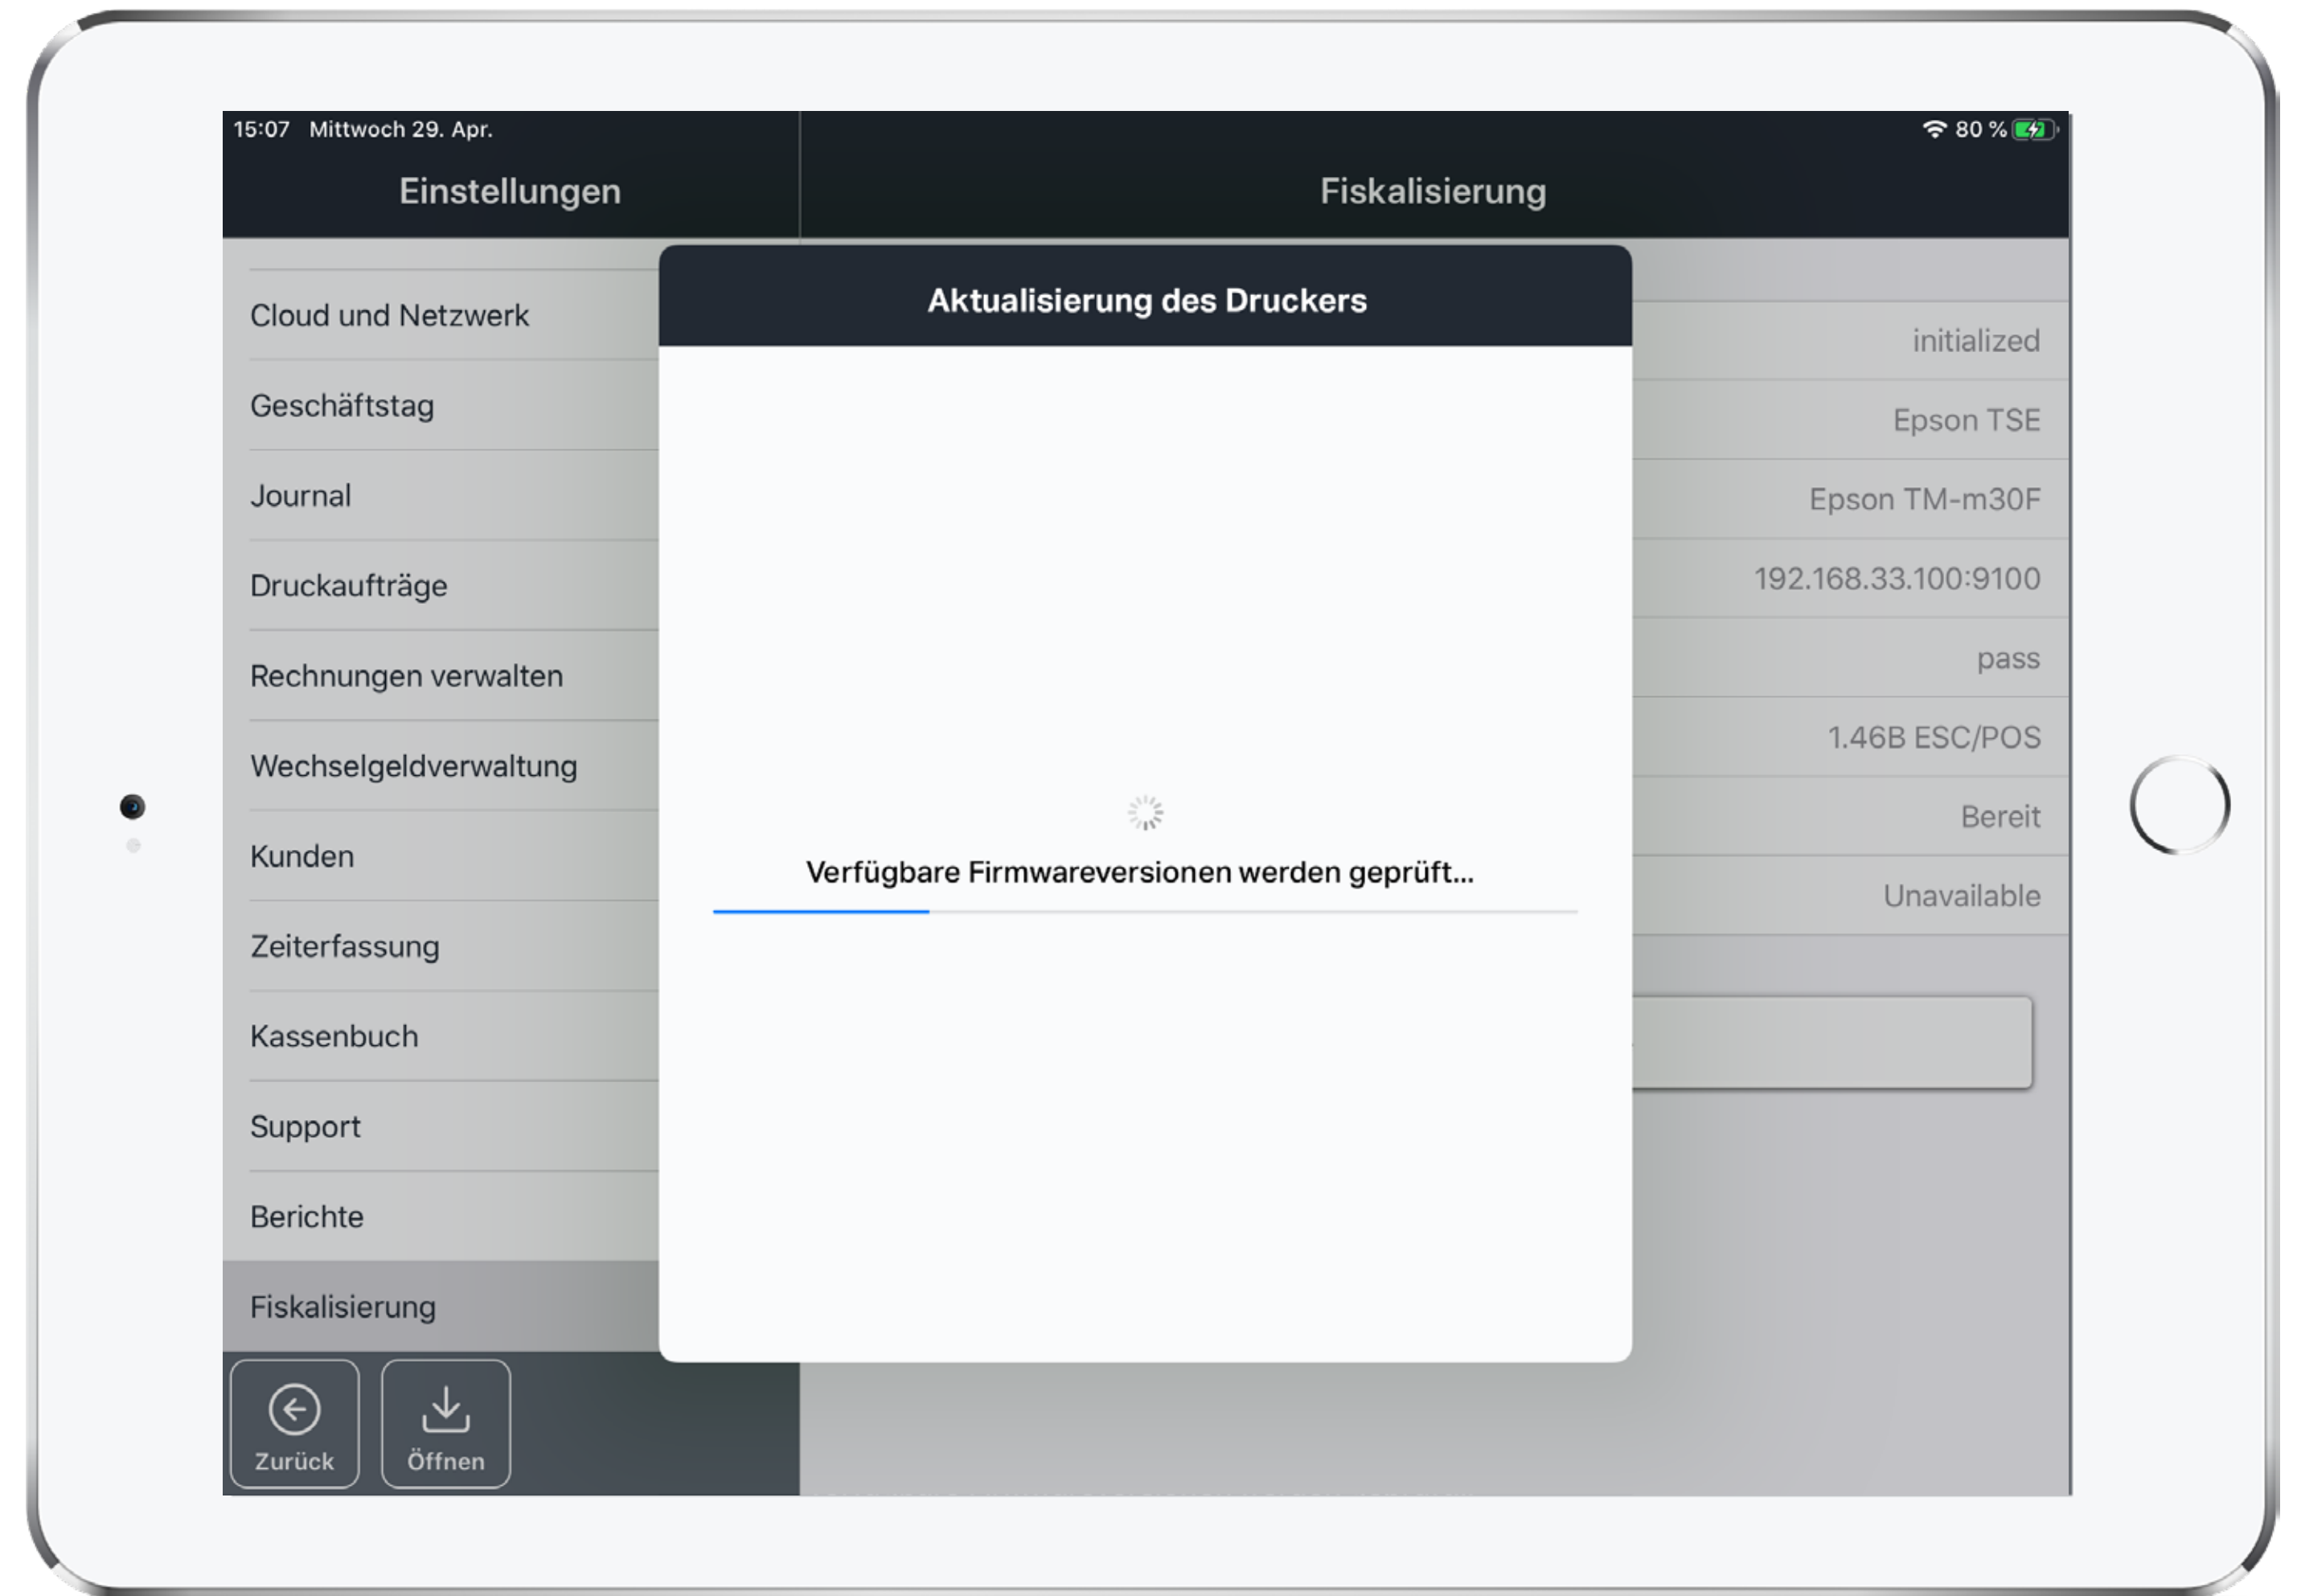 15:07 Mittwoch 29. Apr.
80 %
Einstellungen
Fiskalisierung
Cloud und Netzwerk
Geschäftstag
Journal
Druckaufträge
Rechnungen verwalten
Wechselgeldverwaltung
Kunden
Zeiterfassung
Kassenbuch
Support
Berichte
Fiskalisierung
Zurück
Öffnen
Aktualisierung des Druckers
Verfügbare Firmwareversionen werden geprüft...
initialized
Epson TSE
Epson TM-m30F
192.168.33.100:9100
pass
1.46B ESC/POS
Bereit
Unavailable